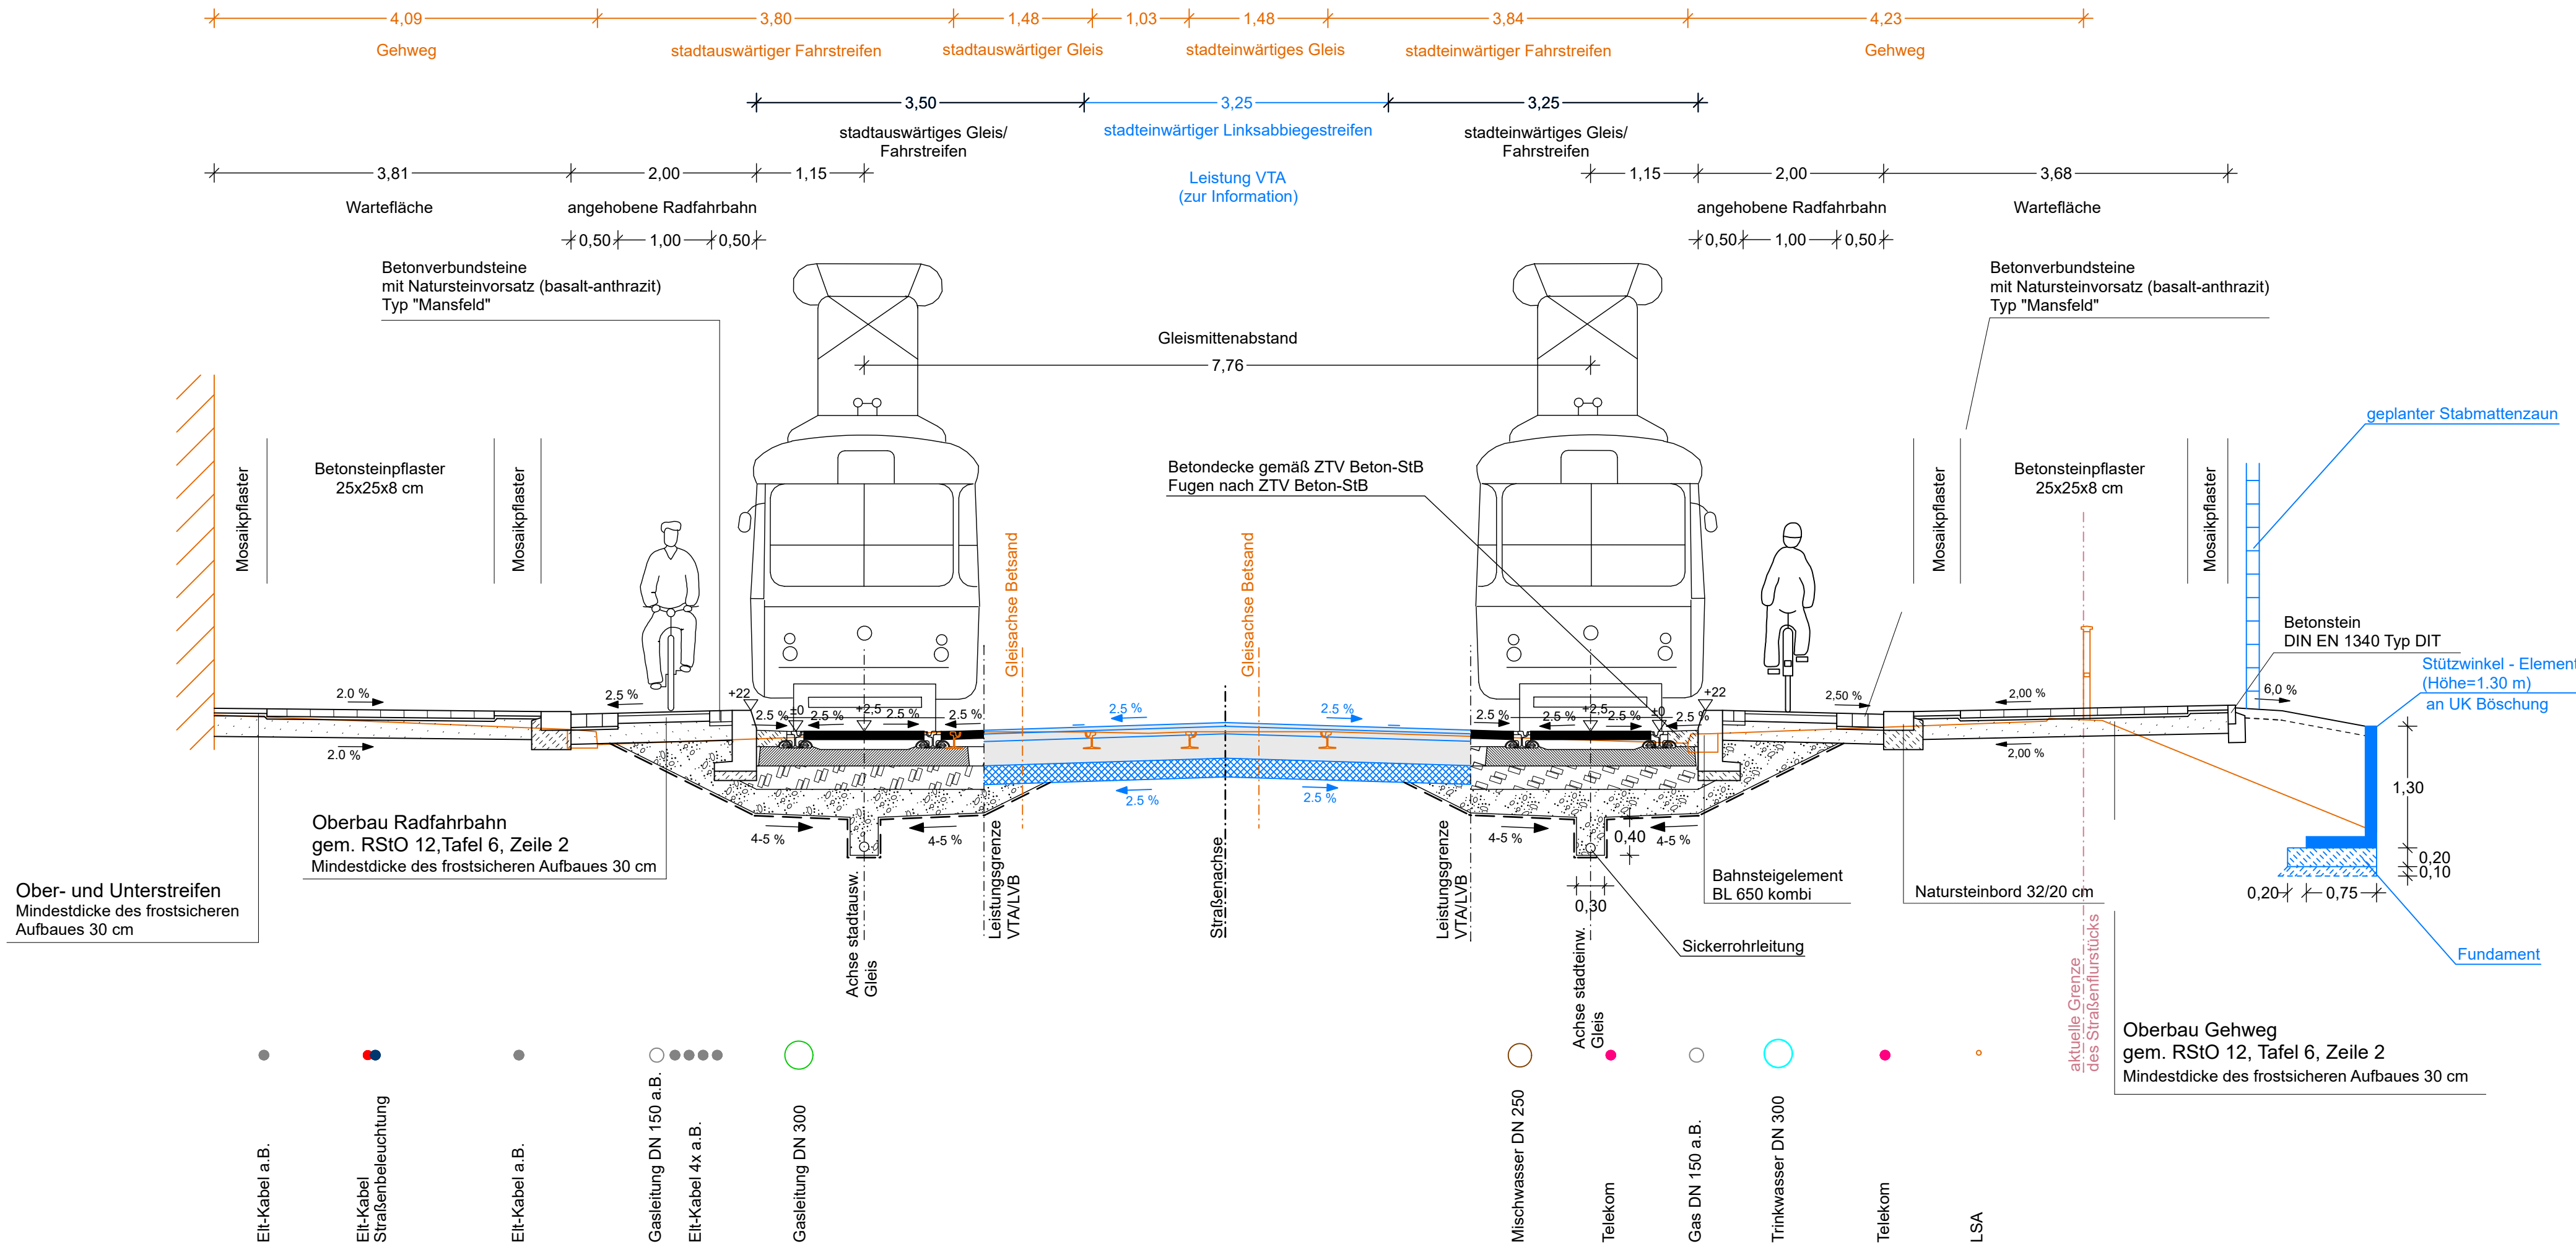 4,09 3,80 1,48 1,03 1,48 3,84 4,23
Gehweg stadtauswärtiger Fahrstreifen stadtauswärtiger Gleis stadteinwärtiges Gleis stadteinwärtiger Fahrstreifen Gehweg
3,50 3,25 3,25
stadtauswärtiges Gleis/
Fahrstreifen
stadteinwärtiger Linksabbiegestreifen
stadteinwärtiges Gleis/
Fahrstreifen
Leistung VTA
(zur Information)
3,81 2,00 1,15 1,15 2,00 3,68
Wartefläche angehobene Radfahrbahn angehobene Radfahrbahn Wartefläche
0,50 1,00 0,50 0,50 1,00 0,50
Betonverbundsteine
mit Natursteinvorsatz (basalt-anthrazit)
Typ "Mansfeld"
Betonverbundsteine
mit Natursteinvorsatz (basalt-anthrazit)
Typ "Mansfeld"
Gleismittenabstand
7,76
geplanter Stabmattenzaun
Mosaikpflaster
Betonsteinpflaster
25x25x8 cm
Mosaikpflaster
Betondecke gemäß ZTV Beton-StB
Fugen nach ZTV Beton-StB
Mosaikpflaster
Betonsteinpflaster
25x25x8 cm
Mosaikpflaster
Gleisachse Betsand
Gleisachse Betsand
Betonstein
DIN EN 1340 Typ DIT
Stützwinkel - Element
(Höhe=1.30 m)
an UK Böschung
2.0 % 2.5 % +22 2.5 % ±0 2.5 % +2,5 2.5 % 2.5 % 2.5 % 2.5 % 2.5 % 2.5 % +2,5 2.5 % ±0 2.5 % +22 2,50 % 2,00 % 6,0 %
2.0 % 2.5 % 2.5 % 2,00 %
4-5 % 4-5 % 4-5 % 4-5 %
0,40
0,30
1,30
0,20
0,10
0,20 0,75
Oberbau Radfahrbahn
gem. RStO 12,Tafel 6, Zeile 2
Mindestdicke des frostsicheren Aufbaues 30 cm
Ober- und Unterstreifen
Mindestdicke des frostsicheren
Aufbaues 30 cm
Achse stadtausw.
Gleis
Leistungsgrenze
VTA/LVB
Straßenachse
Leistungsgrenze
VTA/LVB
Achse stadteinw.
Gleis
Bahnsteigelement
BL 650 kombi
Natursteinbord 32/20 cm
Sickerrohrleitung
Fundament
aktuelle Grenze
des Straßenflurstücks
Oberbau Gehweg
gem. RStO 12, Tafel 6, Zeile 2
Mindestdicke des frostsicheren Aufbaues 30 cm
Elt-Kabel a.B.
Elt-Kabel
Straßenbeleuchtung
Elt-Kabel a.B.
Gasleitung DN 150 a.B.
Elt-Kabel 4x a.B.
Gasleitung DN 300
Mischwasser DN 250
Telekom
Gas DN 150 a.B.
Trinkwasser DN 300
Telekom
LSA